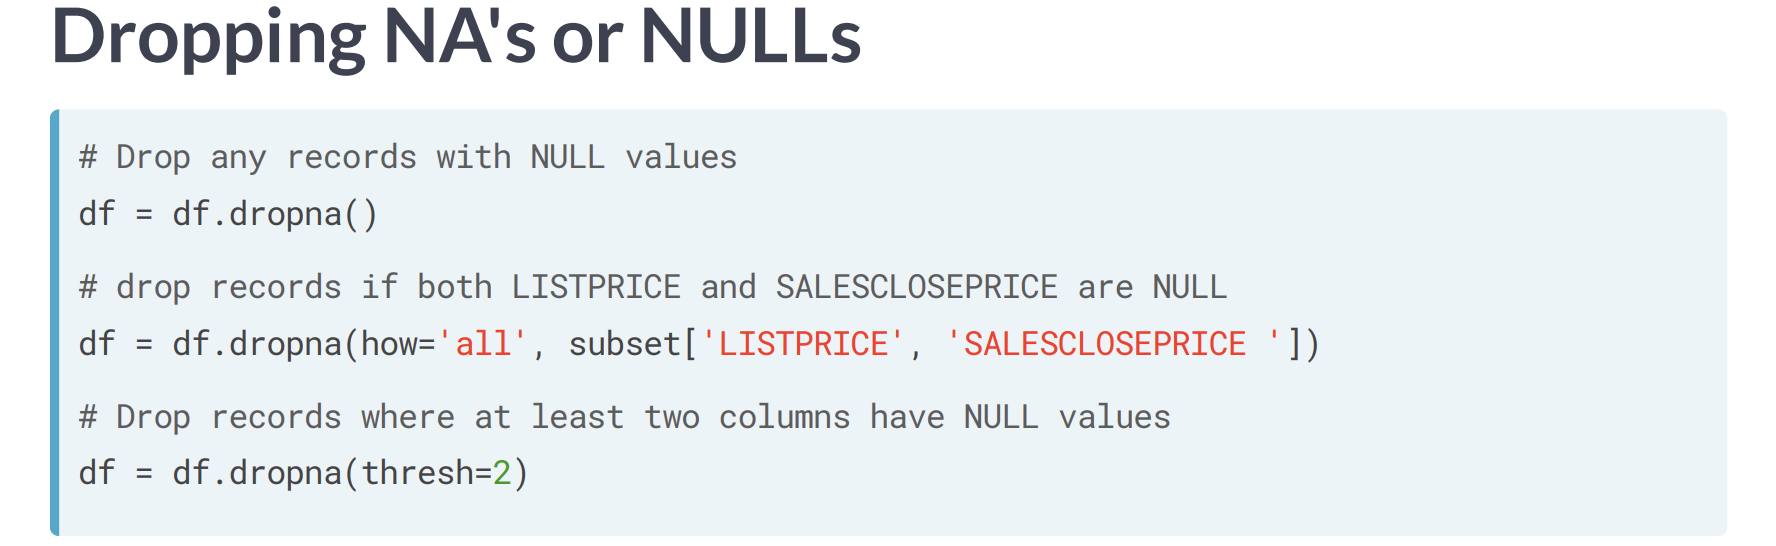 Dropping NA's or NULLs
# Drop any records with NULL values
df = df.dropna()
# drop records if both LISTPRICE and SALESCLOSEPRICE are NULL
df = df.dropna(how='all', subset['LISTPRICE', 'SALESCLOSEPRICE '])
# Drop records where at least two columns have NULL values
df = df.dropna(thresh=2)